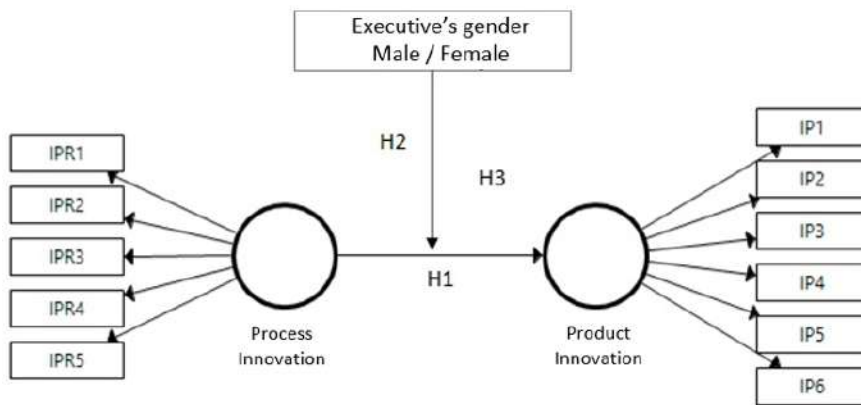 Executive's gender
Male / Female
H2
H3
H1
IPR1
IPR2
IPR3
IPR4
IPR5
Process
Innovation
Product
Innovation
IP1
IP2
IP3
IP4
IP5
IP6